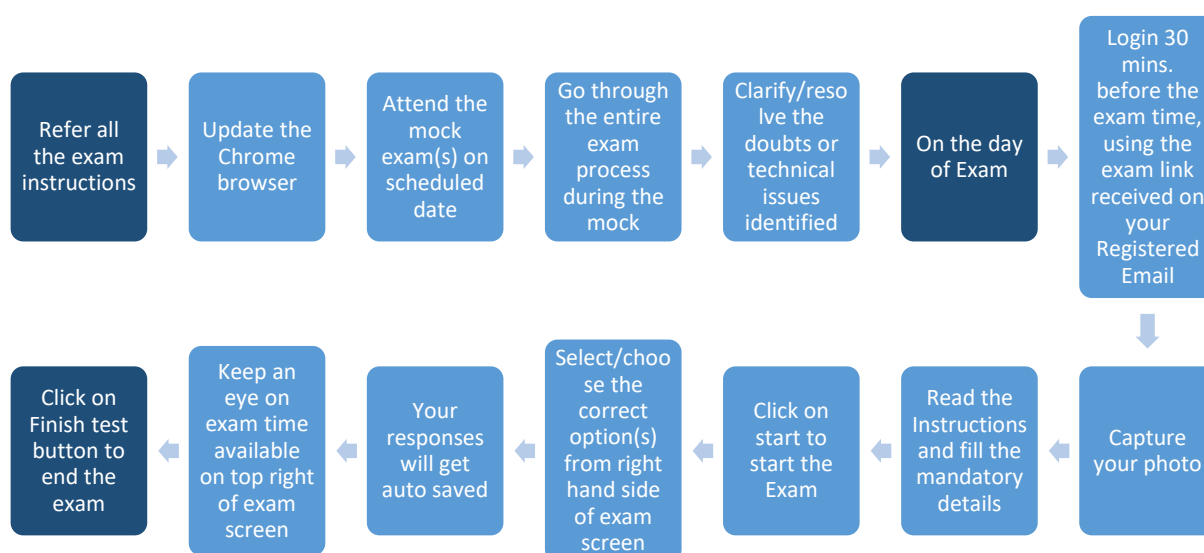 Refer all
the exam
instructions
Update the
Chrome
browser
Attend the
mock
exam(s) on
scheduled
date
Go through
the entire
exam
process
during the
mock
Clarify/reso
lve the
doubts or
technical
issues
identified
On the day
of Exam
Login 30
mins.
before the
exam time,
using the
exam link
received on
your
Registered
Email
Capture
your photo
Read the
Instructions
and fill the
mandatory
details
Click on
start to
start the
Exam
Select/choo
se the
correct
option(s)
from right
hand side
of exam
screen
Your
responses
will get
auto saved
Keep an
eye on
exam time
available
on top right
of exam
screen
Click on
Finish test
button to
end the
exam